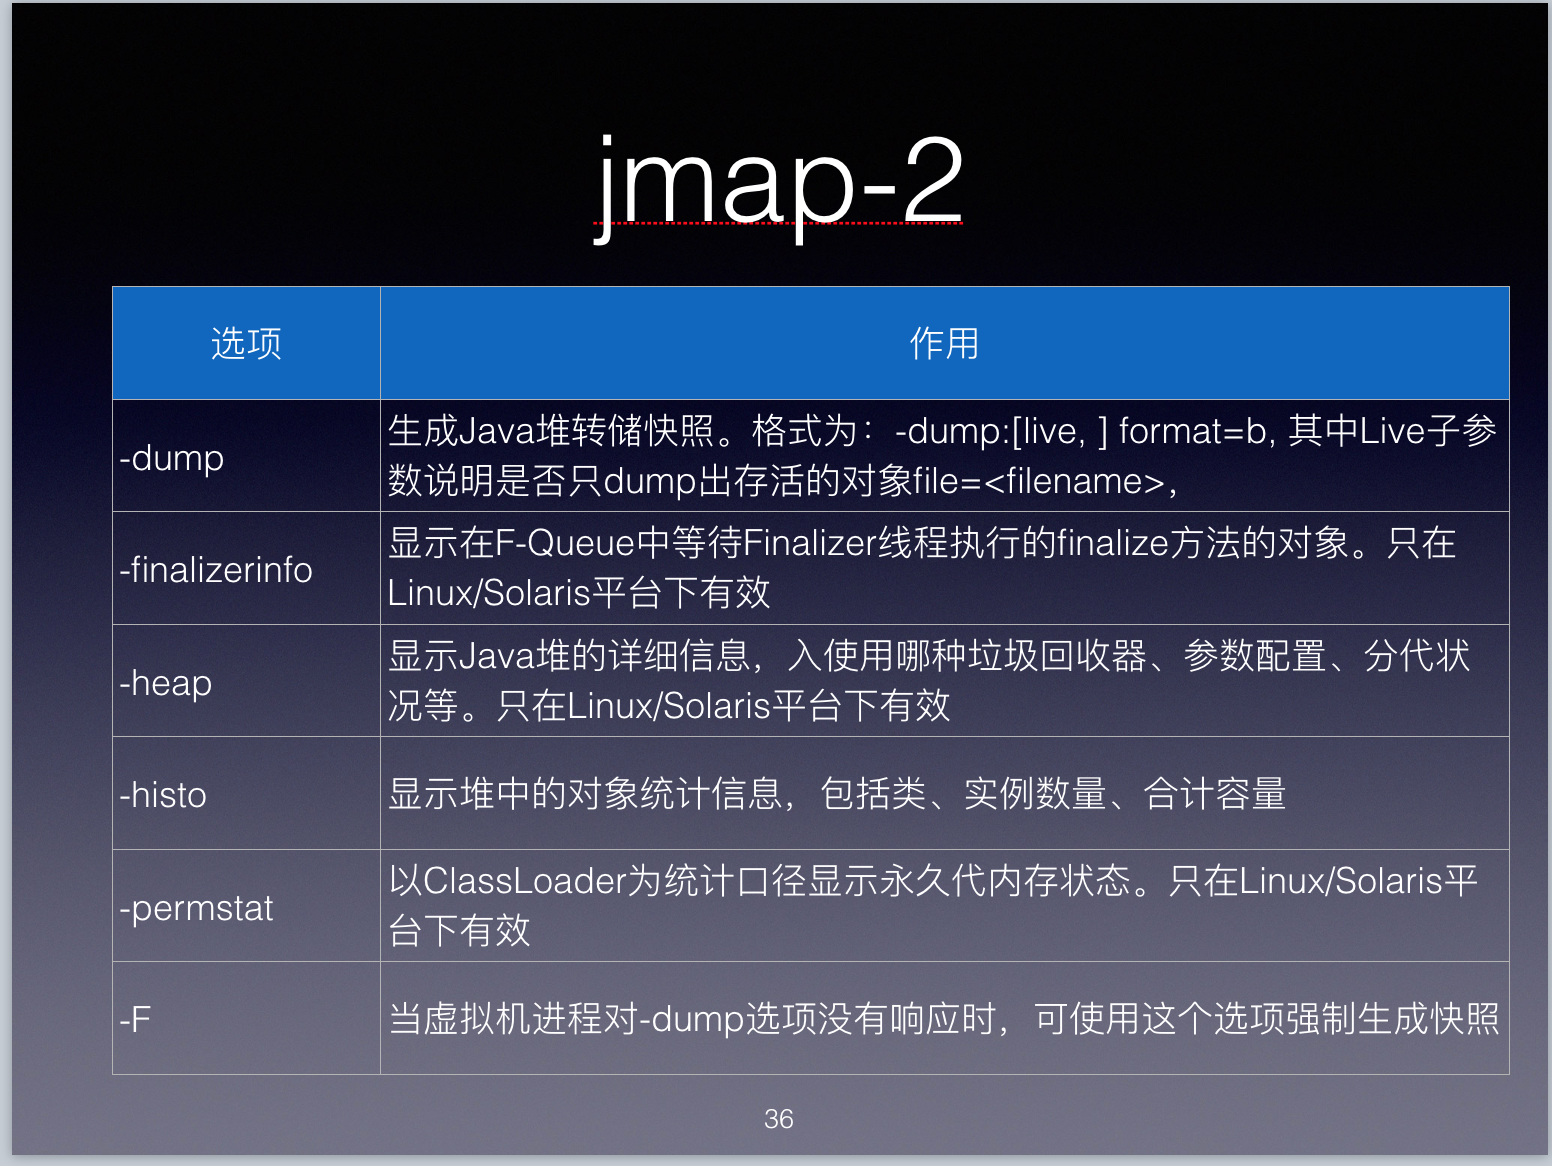 jmap-2
选项 作用
-dump
生成Java堆转储快照。格式为：-dump:[live, ] format=b, 其中Live子参
数说明是否只dump出存活的对象file=<filename>，
-finalizerinfo
显示在F-Queue中等待Finalizer线程执行的finalize方法的对象。只在
Linux/Solaris平台下有效
-heap
显示Java堆的详细信息，入使用哪种垃圾回收器、参数配置、分代状
况等。只在Linux/Solaris平台下有效
-histo
显示堆中的对象统计信息，包括类、实例数量、合计容量
-permstat
以ClassLoader为统计口径显示永久代内存状态。只在Linux/Solaris平
台下有效
-F
当虚拟机进程对-dump选项没有响应时，可使用这个选项强制生成快照
36